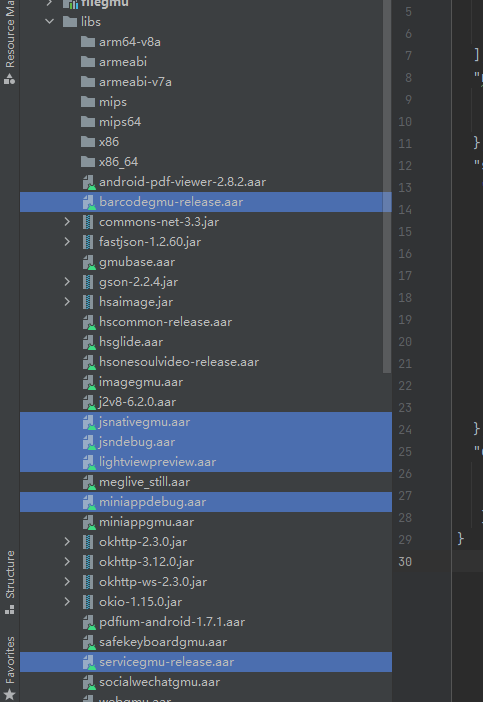 Resource Ma
Structure
Favorites
filegmu
libs
arm64-v8a
armeabi
armeabi-v7a
mips
mips64
x86
x86_64
android-pdf-viewer-2.8.2.aar
barcodegmu-release.aar
commons-net-3.3.jar
fastjson-1.2.60.jar
gmubase.aar
gson-2.2.4.jar
hsaimage.jar
hscommon-release.aar
hsglide.aar
hsonesoulvideo-release.aar
imagegmu.aar
j2v8-6.2.0.aar
jsnativegmu.aar
jsndebug.aar
lightviewpreview.aar
meglive_still.aar
miniappdebug.aar
miniappgmu.aar
okhttp-2.3.0.jar
okhttp-3.12.0.jar
okhttp-ws-2.3.0.jar
okio-1.15.0.jar
pdfium-android-1.7.1.aar
safekeyboardgmu.aar
servicegmu-release.aar
socialwechatgmu.aar
webgmu.aar
5
6
7 ]
8
9
10
11 }
12 "s
13
14
15
16
17
18
19
20
21
22
23
24 }
25
26
27
28
29 }
30